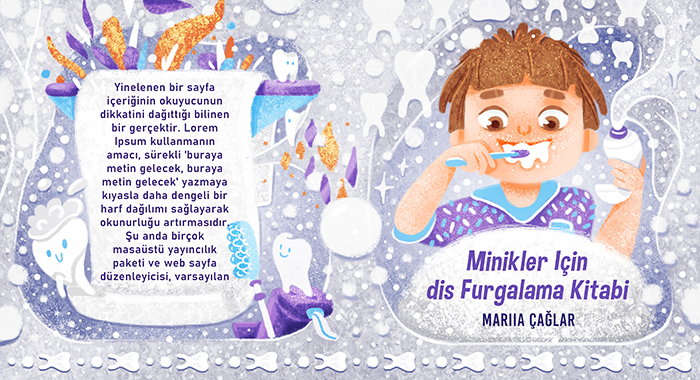 Yinelenen bir sayfa
içeriğinin okuyucunun
dikkatini dağıttığı bilinen
bir gerçektir. Lorem
Ipsum kullanmanın
amacı, sürekli 'buraya
metin gelecek, buraya
metin gelecek' yazmaya
kıyasla daha dengeli bir
harf dağılımı sağlayarak
okunurluğu artırmasıdır.
Şu anda birçok
masaüstü yayıncılık
paketi ve web sayfa
düzenleyicisi, varsayılan
Minikler Için
dis Furgalama Kitabi
MARIIA ÇAĞLAR